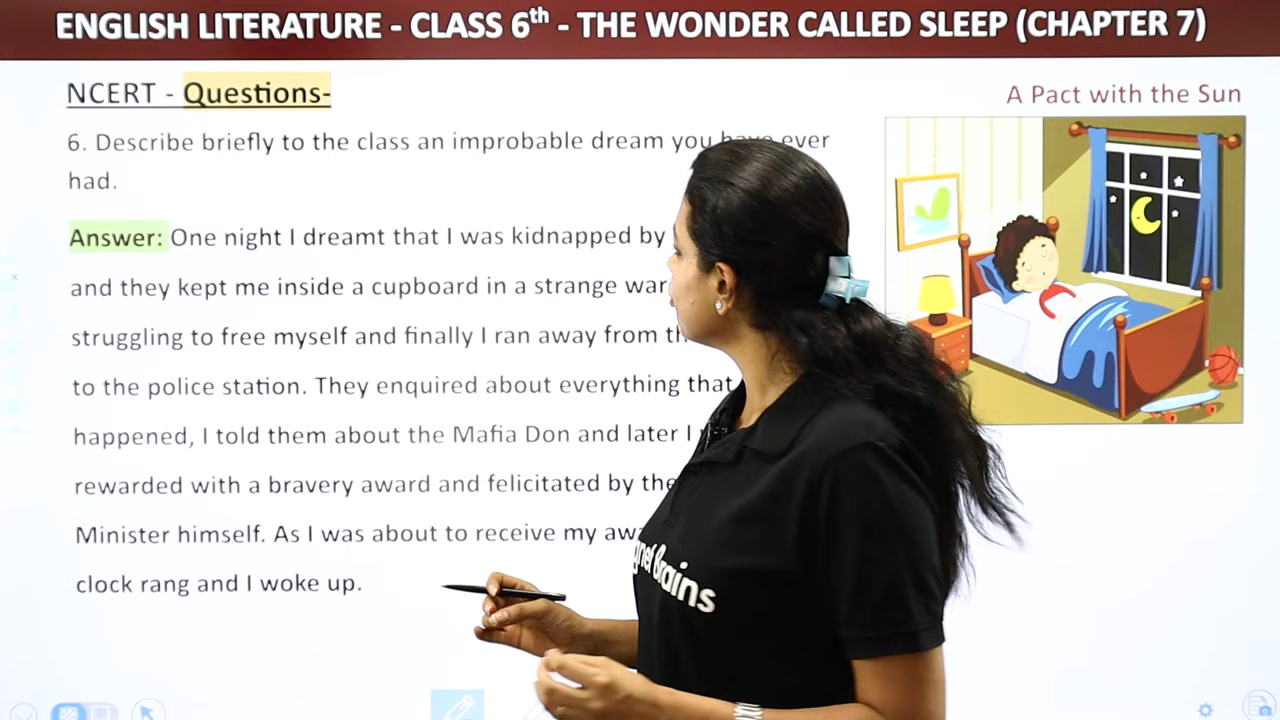 ENGLISH LITERATURE - CLASS 6th - THE WONDER CALLED SLEEP (CHAPTER 7)
NCERT - Questions-
A Pact with the Sun
6. Describe briefly to the class an improbable dream you have ever
had.
Answer: One night I dreamt that I was kidnapped by
and they kept me inside a cupboard in a strange
struggling to free myself and finally I ran away from
to the police station. They enquired about everything that
happened, I told them about the Mafia Don and later I
rewarded with a bravery award and felicitated by the
Minister himself. As I was about to receive my
clock rang and I woke up.
Brains